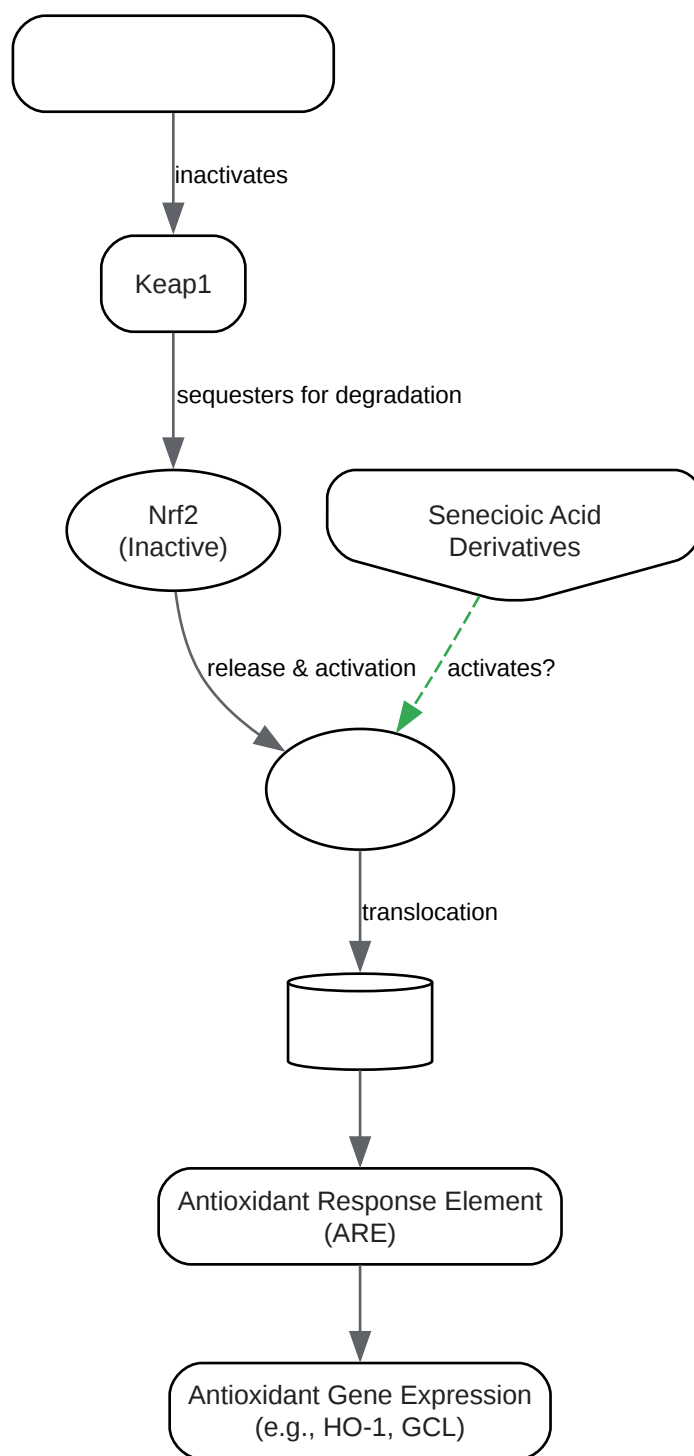 inactivates
Keap1
sequesters for degradation
Nrf2
(Inactive)
Senecioic Acid
Derivatives
release & activation
activates?
translocation
Antioxidant Response Element
(ARE)
Antioxidant Gene Expression
(e.g., HO-1, GCL)